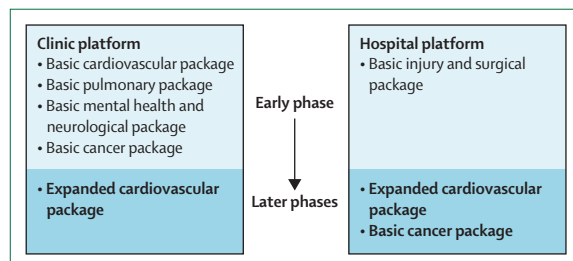 Clinic platform
• Basic cardiovascular package
• Basic pulmonary package
• Basic mental health and
neurological package
• Basic cancer package
• Expanded cardiovascular
package
Early phase
Later phases
Hospital platform
• Basic injury and surgical
package
• Expanded cardiovascular
package
• Basic cancer package